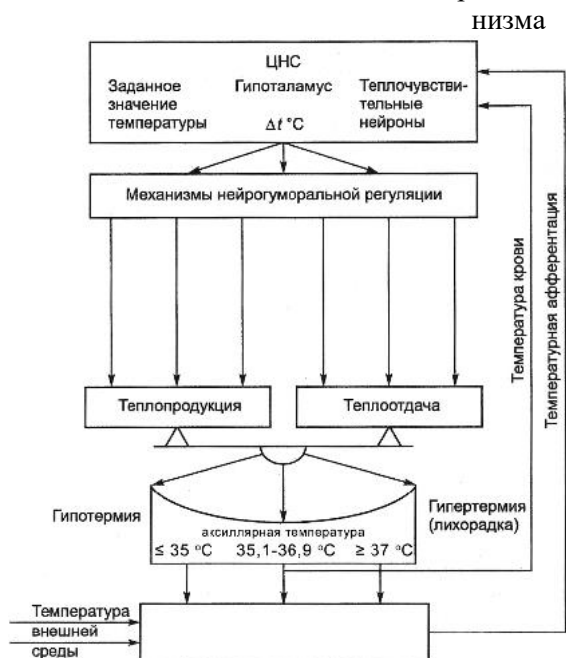 низма
ЦНС
Заданное
значение
температуры
Гипоталамус
Δt °C
Теплочувстви-
тельные
нейроны
Механизмы нейрогуморальной регуляции
Температура крови
Температурная афферентация
Теплопродукция
Теплоотдача
Гипотермия
Гипертермия
(лихорадка)
аксиллярная температура
≤ 35 °C 35,1-36,9 °C ≥ 37 °C
Температура
внешней
среды